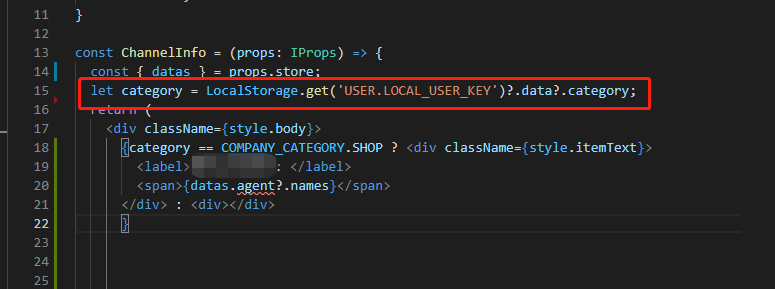 11 }
12
13 const ChannelInfo = (props: IProps) => {
14 const { datas } = props.store;
15 let category = LocalStorage.get('USER.LOCAL_USER_KEY')?.data?.category;
16 return (
17 <div className={style.body}>
18 {category == COMPANY_CATEGORY.SHOP ? <div className={style.itemText}>
19 <label> : </label>
20 <span>{datas.agent?.names}</span>
21 </div> : <div></div>
22 }
23
24
25